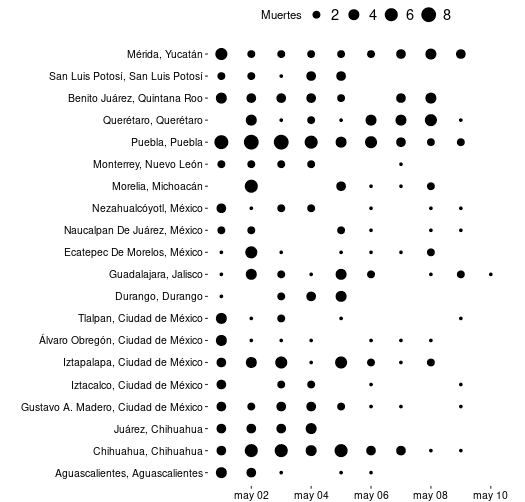 Muertes 2 4 6 8
Mérida, Yucatán
San Luis Potosí, San Luis Potosí
Benito Juárez, Quintana Roo
Querétaro, Querétaro
Puebla, Puebla
Monterrey, Nuevo León
Morelia, Michoacán
Nezahualcóyotl, México
Naucalpan De Juárez, México
Ecatepec De Morelos, México
Guadalajara, Jalisco
Durango, Durango
Tlalpan, Ciudad de México
Álvaro Obregón, Ciudad de México
Iztapalapa, Ciudad de México
Iztacalco, Ciudad de México
Gustavo A. Madero, Ciudad de México
Juárez, Chihuahua
Chihuahua, Chihuahua
Aguascalientes, Aguascalientes
may 02 may 04 may 06 may 08 may 10